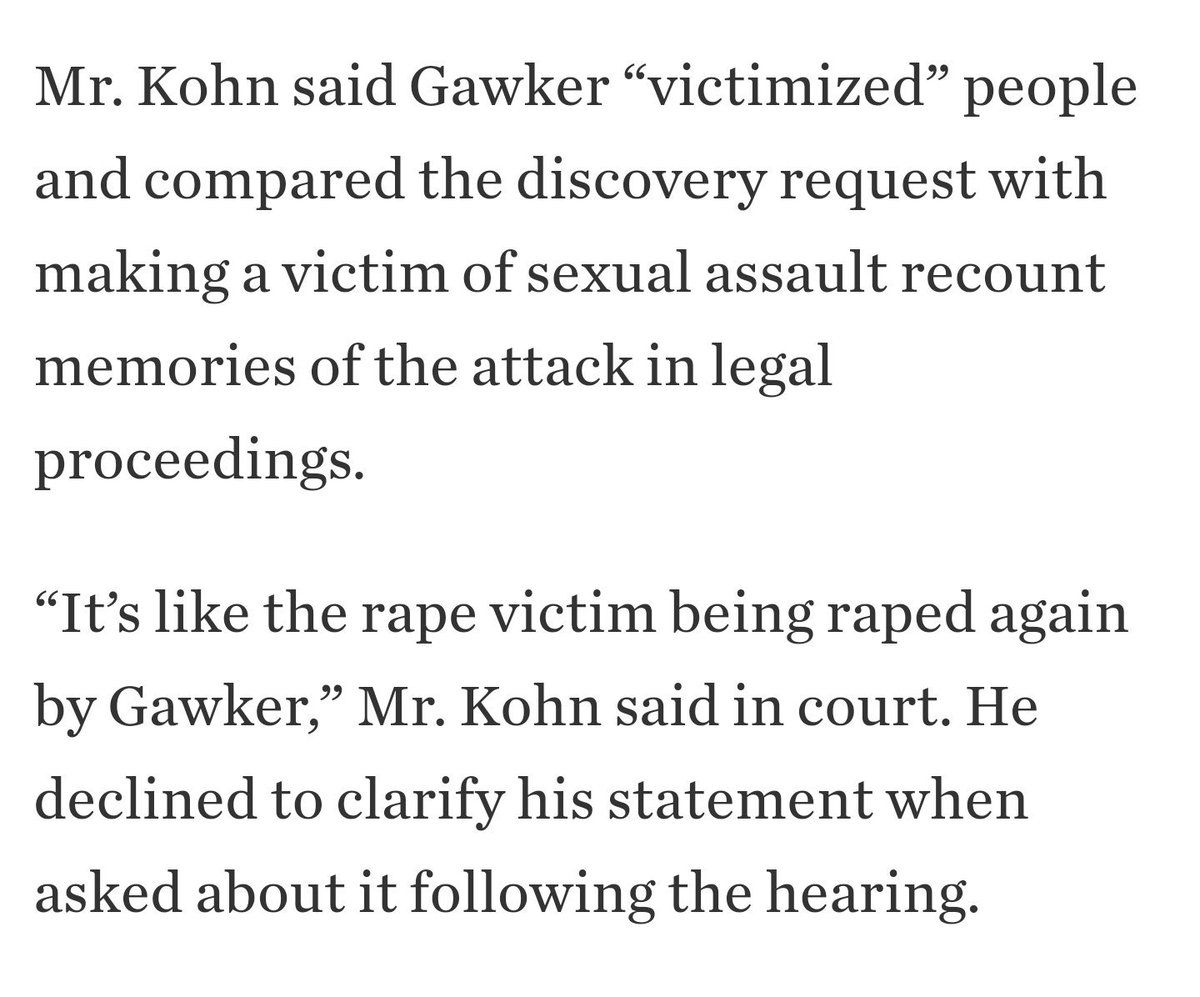 Mr. Kohn said Gawker “victimized” people
and compared the discovery request with
making a victim of sexual assault recount
memories of the attack in legal
proceedings.
“It’s like the rape victim being raped again
by Gawker,” Mr. Kohn said in court. He
declined to clarify his statement when
asked about it following the hearing.